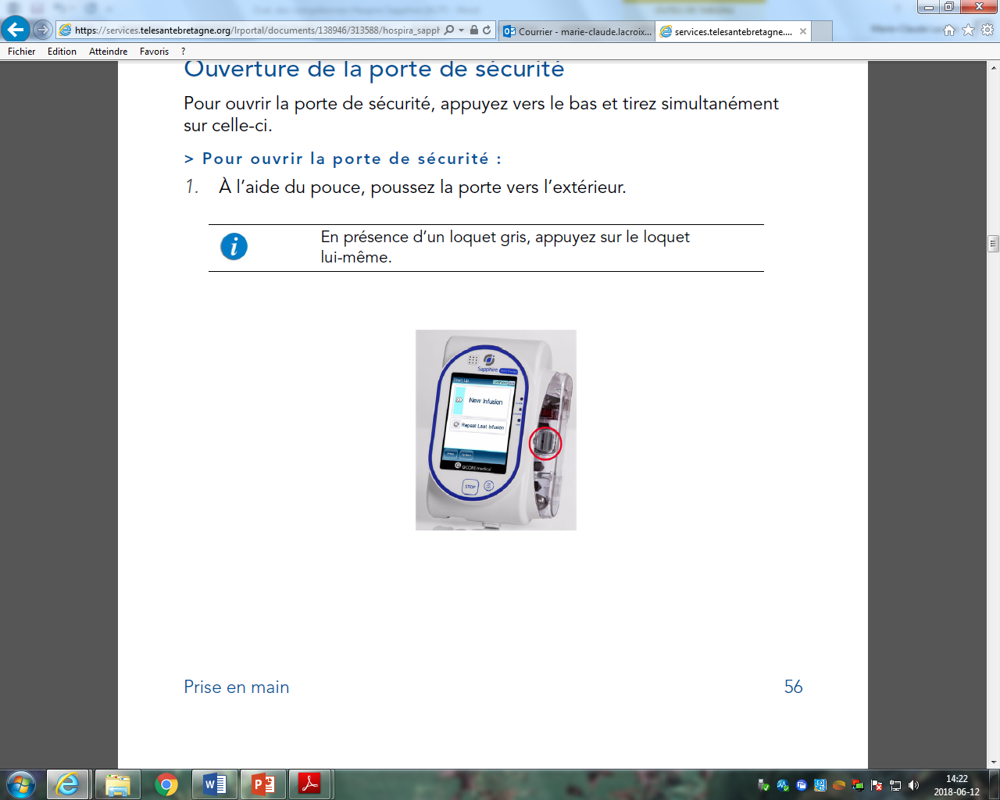 https://services.telesantebretagne.org/lrportal/documents/138946/313588/hospira_sapph
Courrier - marie-claude.lacroix...
services.telesantebretagne....
Fichier Edition Atteindre Favoris ?
Ouverture de la porte de sécurité
Pour ouvrir la porte de sécurité, appuyez vers le bas et tirez simultanément
sur celle-ci.
> Pour ouvrir la porte de sécurité :
1. À l’aide du pouce, poussez la porte vers l’extérieur.
En présence d’un loquet gris, appuyez sur le loquet
lui-même.
Sapphire
Start Up
New Infusion
Repeat Last Infusion
QCORE medical
STOP
Prise en main 56
14:22
2018-06-12